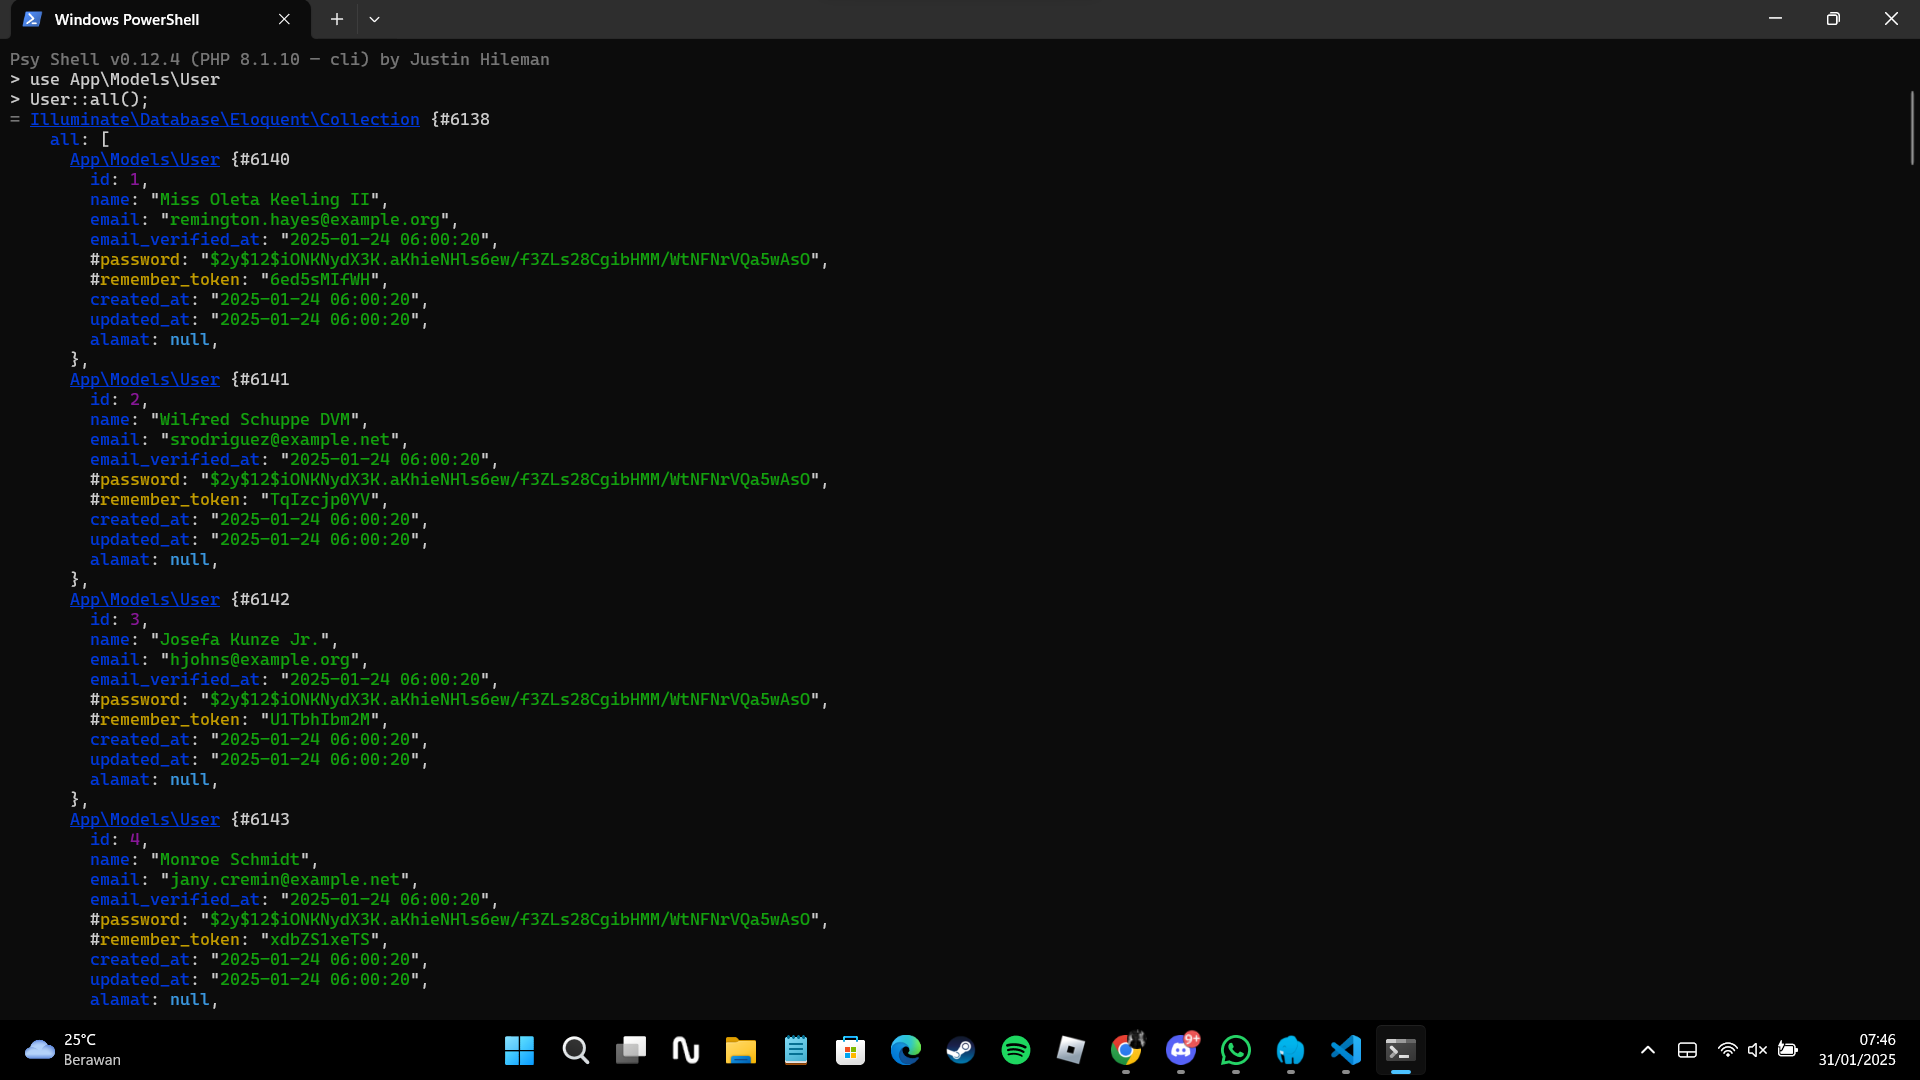 Windows PowerShell
Psy Shell v0.12.4 (PHP 8.1.10 — cli) by Justin Hileman
> use App\Models\User
> User::all();
= Illuminate\Database\Eloquent\Collection {#6138
all: [
App\Models\User {#6140
id: 1,
name: "Miss Oleta Keeling II",
email: "remington.hayes@example.org",
email_verified_at: "2025-01-24 06:00:20",
#password: "$2y$12$iONKNydX3K.aKhieNHls6ew/f3ZLs28CgibHMM/WtNFNrVQa5wAsO",
#remember_token: "6ed5sMIfWH",
created_at: "2025-01-24 06:00:20",
updated_at: "2025-01-24 06:00:20",
alamat: null,
},
App\Models\User {#6141
id: 2,
name: "Wilfred Schuppe DVM",
email: "srodriguez@example.net",
email_verified_at: "2025-01-24 06:00:20",
#password: "$2y$12$iONKNydX3K.aKhieNHls6ew/f3ZLs28CgibHMM/WtNFNrVQa5wAsO",
#remember_token: "TqIzcjp0YV",
created_at: "2025-01-24 06:00:20",
updated_at: "2025-01-24 06:00:20",
alamat: null,
},
App\Models\User {#6142
id: 3,
name: "Josefa Kunze Jr.",
email: "hjohns@example.org",
email_verified_at: "2025-01-24 06:00:20",
#password: "$2y$12$iONKNydX3K.aKhieNHls6ew/f3ZLs28CgibHMM/WtNFNrVQa5wAsO",
#remember_token: "U1TbhIbm2M",
created_at: "2025-01-24 06:00:20",
updated_at: "2025-01-24 06:00:20",
alamat: null,
},
App\Models\User {#6143
id: 4,
name: "Monroe Schmidt",
email: "jany.cremin@example.net",
email_verified_at: "2025-01-24 06:00:20",
#password: "$2y$12$iONKNydX3K.aKhieNHls6ew/f3ZLs28CgibHMM/WtNFNrVQa5wAsO",
#remember_token: "xdbZS1xeTS",
created_at: "2025-01-24 06:00:20",
updated_at: "2025-01-24 06:00:20",
alamat: null,
25°C
Berawan
9+
07:46
31/01/2025